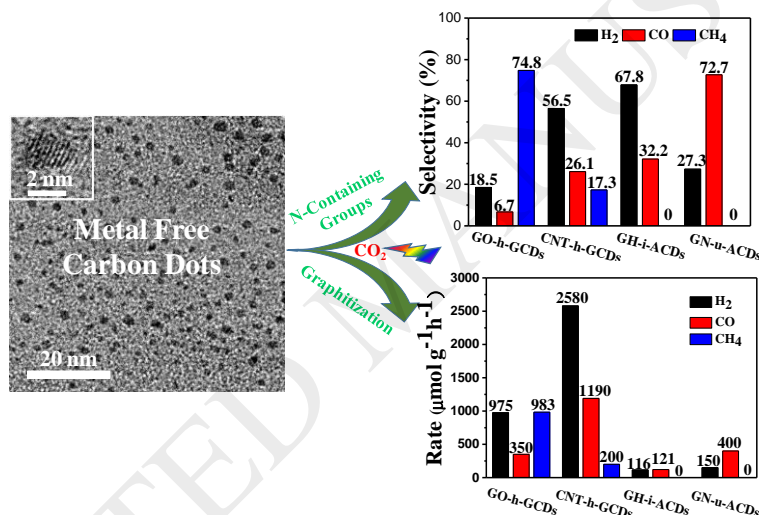 2 nm
Metal Free
Carbon Dots
20 nm
N-Containing
Groups
CO2
Graphitization
Selectivity (%)
100
80
60
40
20
0
H2 CO CH4
18.5 6.7 74.8 56.5 26.1 17.3 67.8 32.2 0 27.3 72.7 0
GO-h-GCDs CNT-h-GCDs GH-i-ACDs GN-u-ACDs
Rate (μmol g-1h-1)
3000
2500
2000
1500
1000
500
0
H2
CO
CH4
975 350 983 2580 1190 200 116 121 0 150 400 0
GO-h-GCDs CNT-h-GCDs GH-i-ACDs GN-u-ACDs
TED MANUS